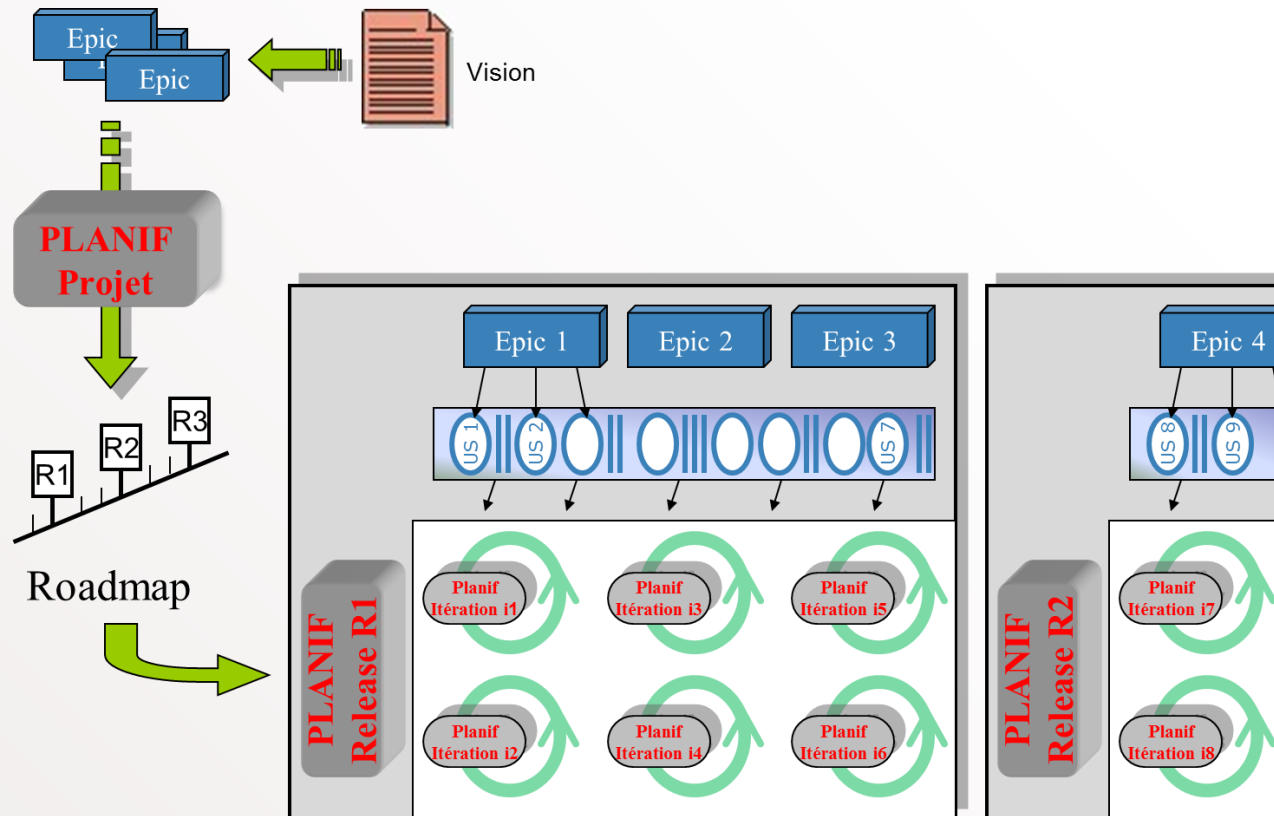 Epic
Epic
Vision
PLANIF
Projet
R1
R2
R3
Roadmap
PLANIF
Release R1
Epic 1
Epic 2
Epic 3
US 1
US 2
US 7
Planif
Itération i1
Planif
Itération i3
Planif
Itération i5
Planif
Itération i2
Planif
Itération i4
Planif
Itération i6
PLANIF
Release R2
Epic 4
US 8
US 9
Planif
Itération i7
Planif
Itération i8